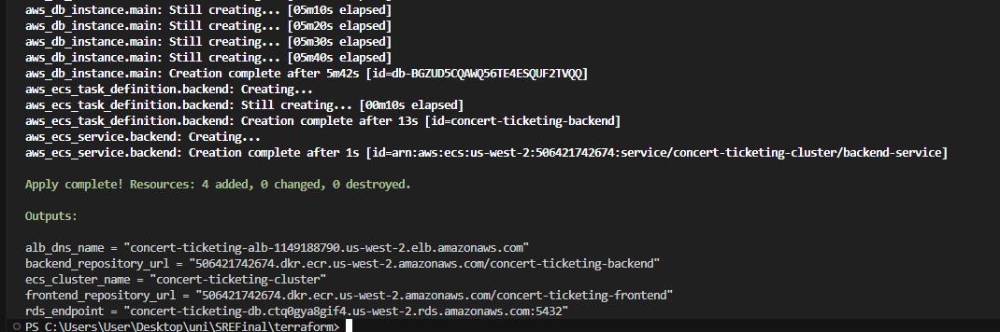 aws_db_instance.main: Still creating... [05m10s elapsed]
aws_db_instance.main: Still creating... [05m20s elapsed]
aws_db_instance.main: Still creating... [05m30s elapsed]
aws_db_instance.main: Still creating... [05m40s elapsed]
aws_db_instance.main: Creation complete after 5m42s [id=db-BGZUD5CQAWQ56TE4ESQUF2TVQQ]
aws_ecs_task_definition.backend: Creating...
aws_ecs_task_definition.backend: Still creating... [00m10s elapsed]
aws_ecs_task_definition.backend: Creation complete after 13s [id=concert-ticketing-backend]
aws_ecs_service.backend: Creating...
aws_ecs_service.backend: Creation complete after 1s [id=arn:aws:ecs:us-west-2:506421742674:service/concert-ticketing-cluster/backend-service]
Apply complete! Resources: 4 added, 0 changed, 0 destroyed.
Outputs:
alb_dns_name = "concert-ticketing-alb-1149188790.us-west-2.elb.amazonaws.com"
backend_repository_url = "506421742674.dkr.ecr.us-west-2.amazonaws.com/concert-ticketing-backend"
ecs_cluster_name = "concert-ticketing-cluster"
frontend_repository_url = "506421742674.dkr.ecr.us-west-2.amazonaws.com/concert-ticketing-frontend"
rds_endpoint = "concert-ticketing-db.ctq0gya8gif4.us-west-2.rds.amazonaws.com:5432"
PS C:\Users\User\Desktop\uni\SREFinal\terraform>